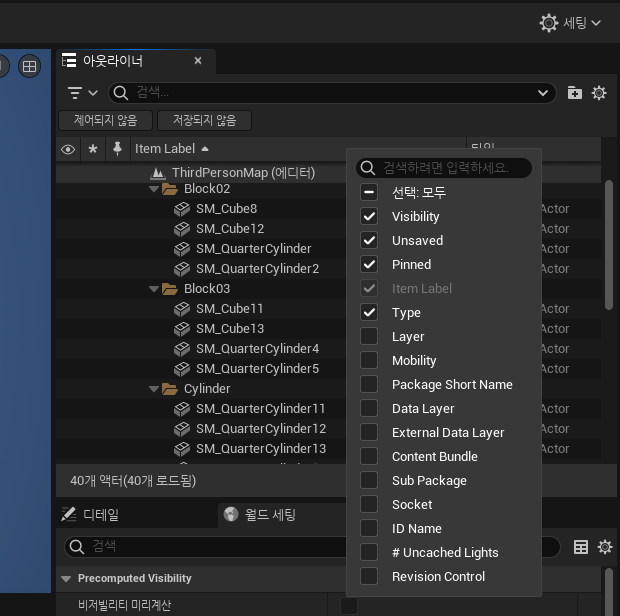 세팅
아웃라이너
검색...
제어되지 않음
저장되지 않음
Item Label
타입
ThirdPersonMap (에디터)
Block02
SM_Cube8
Actor
SM_Cube12
Actor
SM_QuarterCylinder
Actor
SM_QuarterCylinder2
Actor
Block03
SM_Cube11
Actor
SM_Cube13
Actor
SM_QuarterCylinder4
Actor
SM_QuarterCylinder5
Actor
Cylinder
SM_QuarterCylinder11
Actor
SM_QuarterCylinder12
Actor
SM_QuarterCylinder13
Actor
40개 액터(40개 로드됨)
검색하려면 입력하세요.
선택: 모두
Visibility
Unsaved
Pinned
Item Label
Type
Layer
Mobility
Package Short Name
Data Layer
External Data Layer
Content Bundle
Sub Package
Socket
ID Name
# Uncached Lights
Revision Control
디테일
월드 세팅
검색
Precomputed Visibility
비저빌리티 미리계산